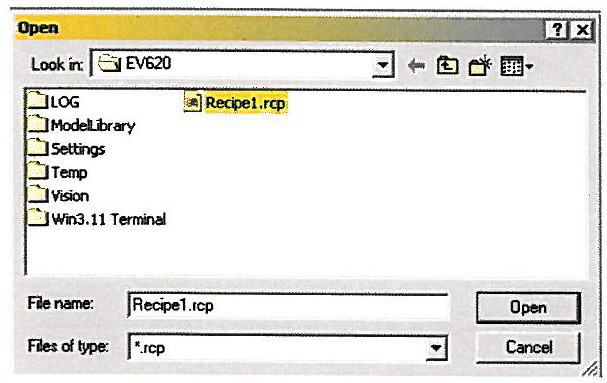 Open
Look in: EV620
LOG
ModelLibrary
Settings
Temp
Vision
Win3.11 Terminal
Recipe1.rcp
File name: Recipe1.rcp
Open
Files of type: *.rcp
Cancel